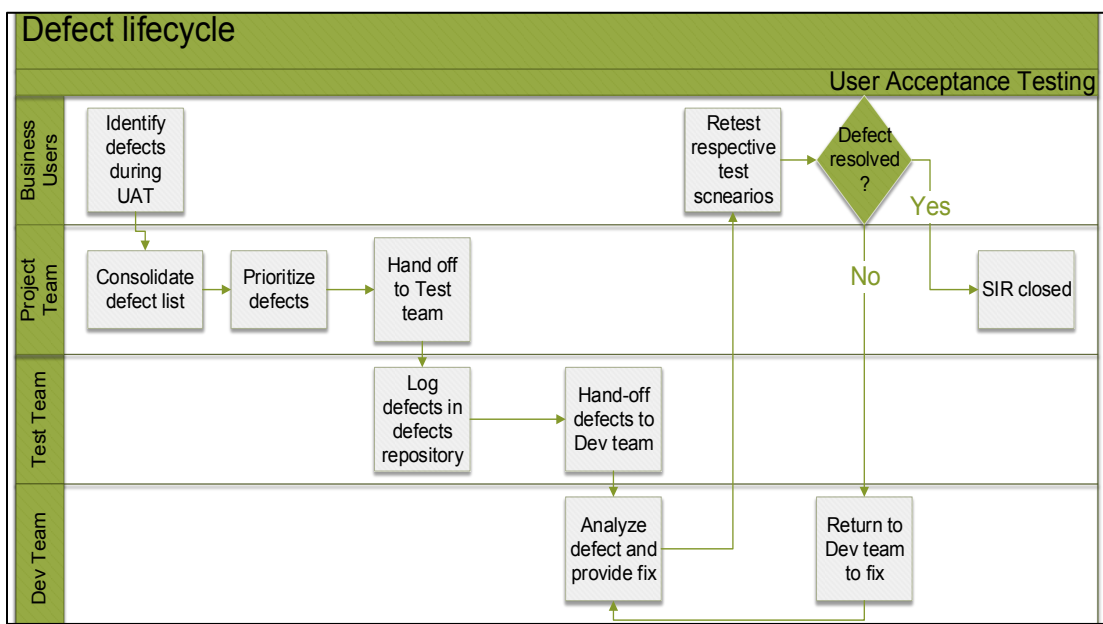 Defect lifecycle
User Acceptance Testing
Business
Users
Identify
defects
during
UAT
Retest
respective
test
scnearios
Defect
resolved
?
Yes
No
Project
Team
Consolidate
defect list
Prioritize
defects
Hand off
to Test
team
SIR closed
Test Team
Log
defects in
defects
repository
Hand-off
defects to
Dev team
Dev Team
Analyze
defect and
provide fix
Return to
Dev team
to fix